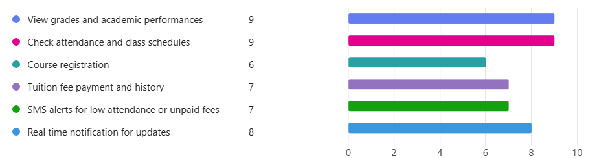 View grades and academic performances 9
Check attendance and class schedules 9
Course registration 6
Tuition fee payment and history 7
SMS alerts for low attendance or unpaid fees 7
Real time notification for updates 8
0 2 4 6 8 10